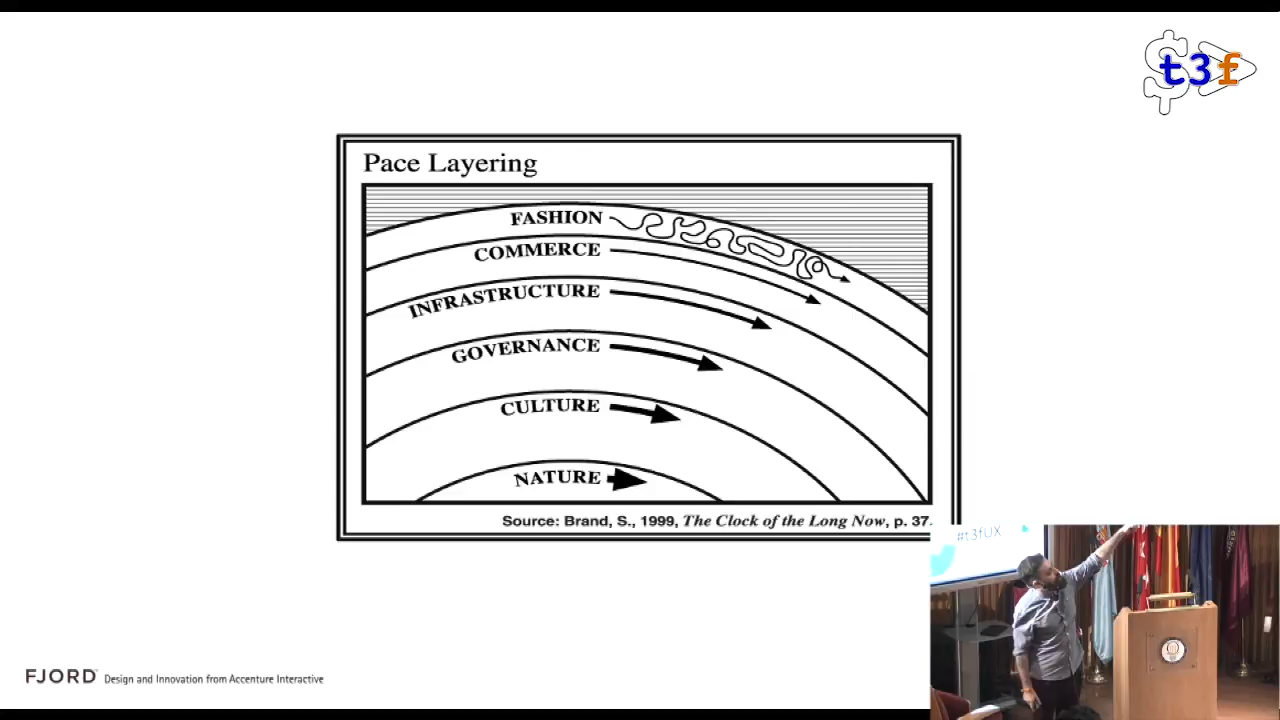 t3f
Pace Layering
FASHION
COMMERCE
INFRASTRUCTURE
GOVERNANCE
CULTURE
NATURE
Source: Brand, S., 1999, The Clock of the Long Now, p. 37.
#t3fUX
FJORD Design and Innovation from Accenture Interactive